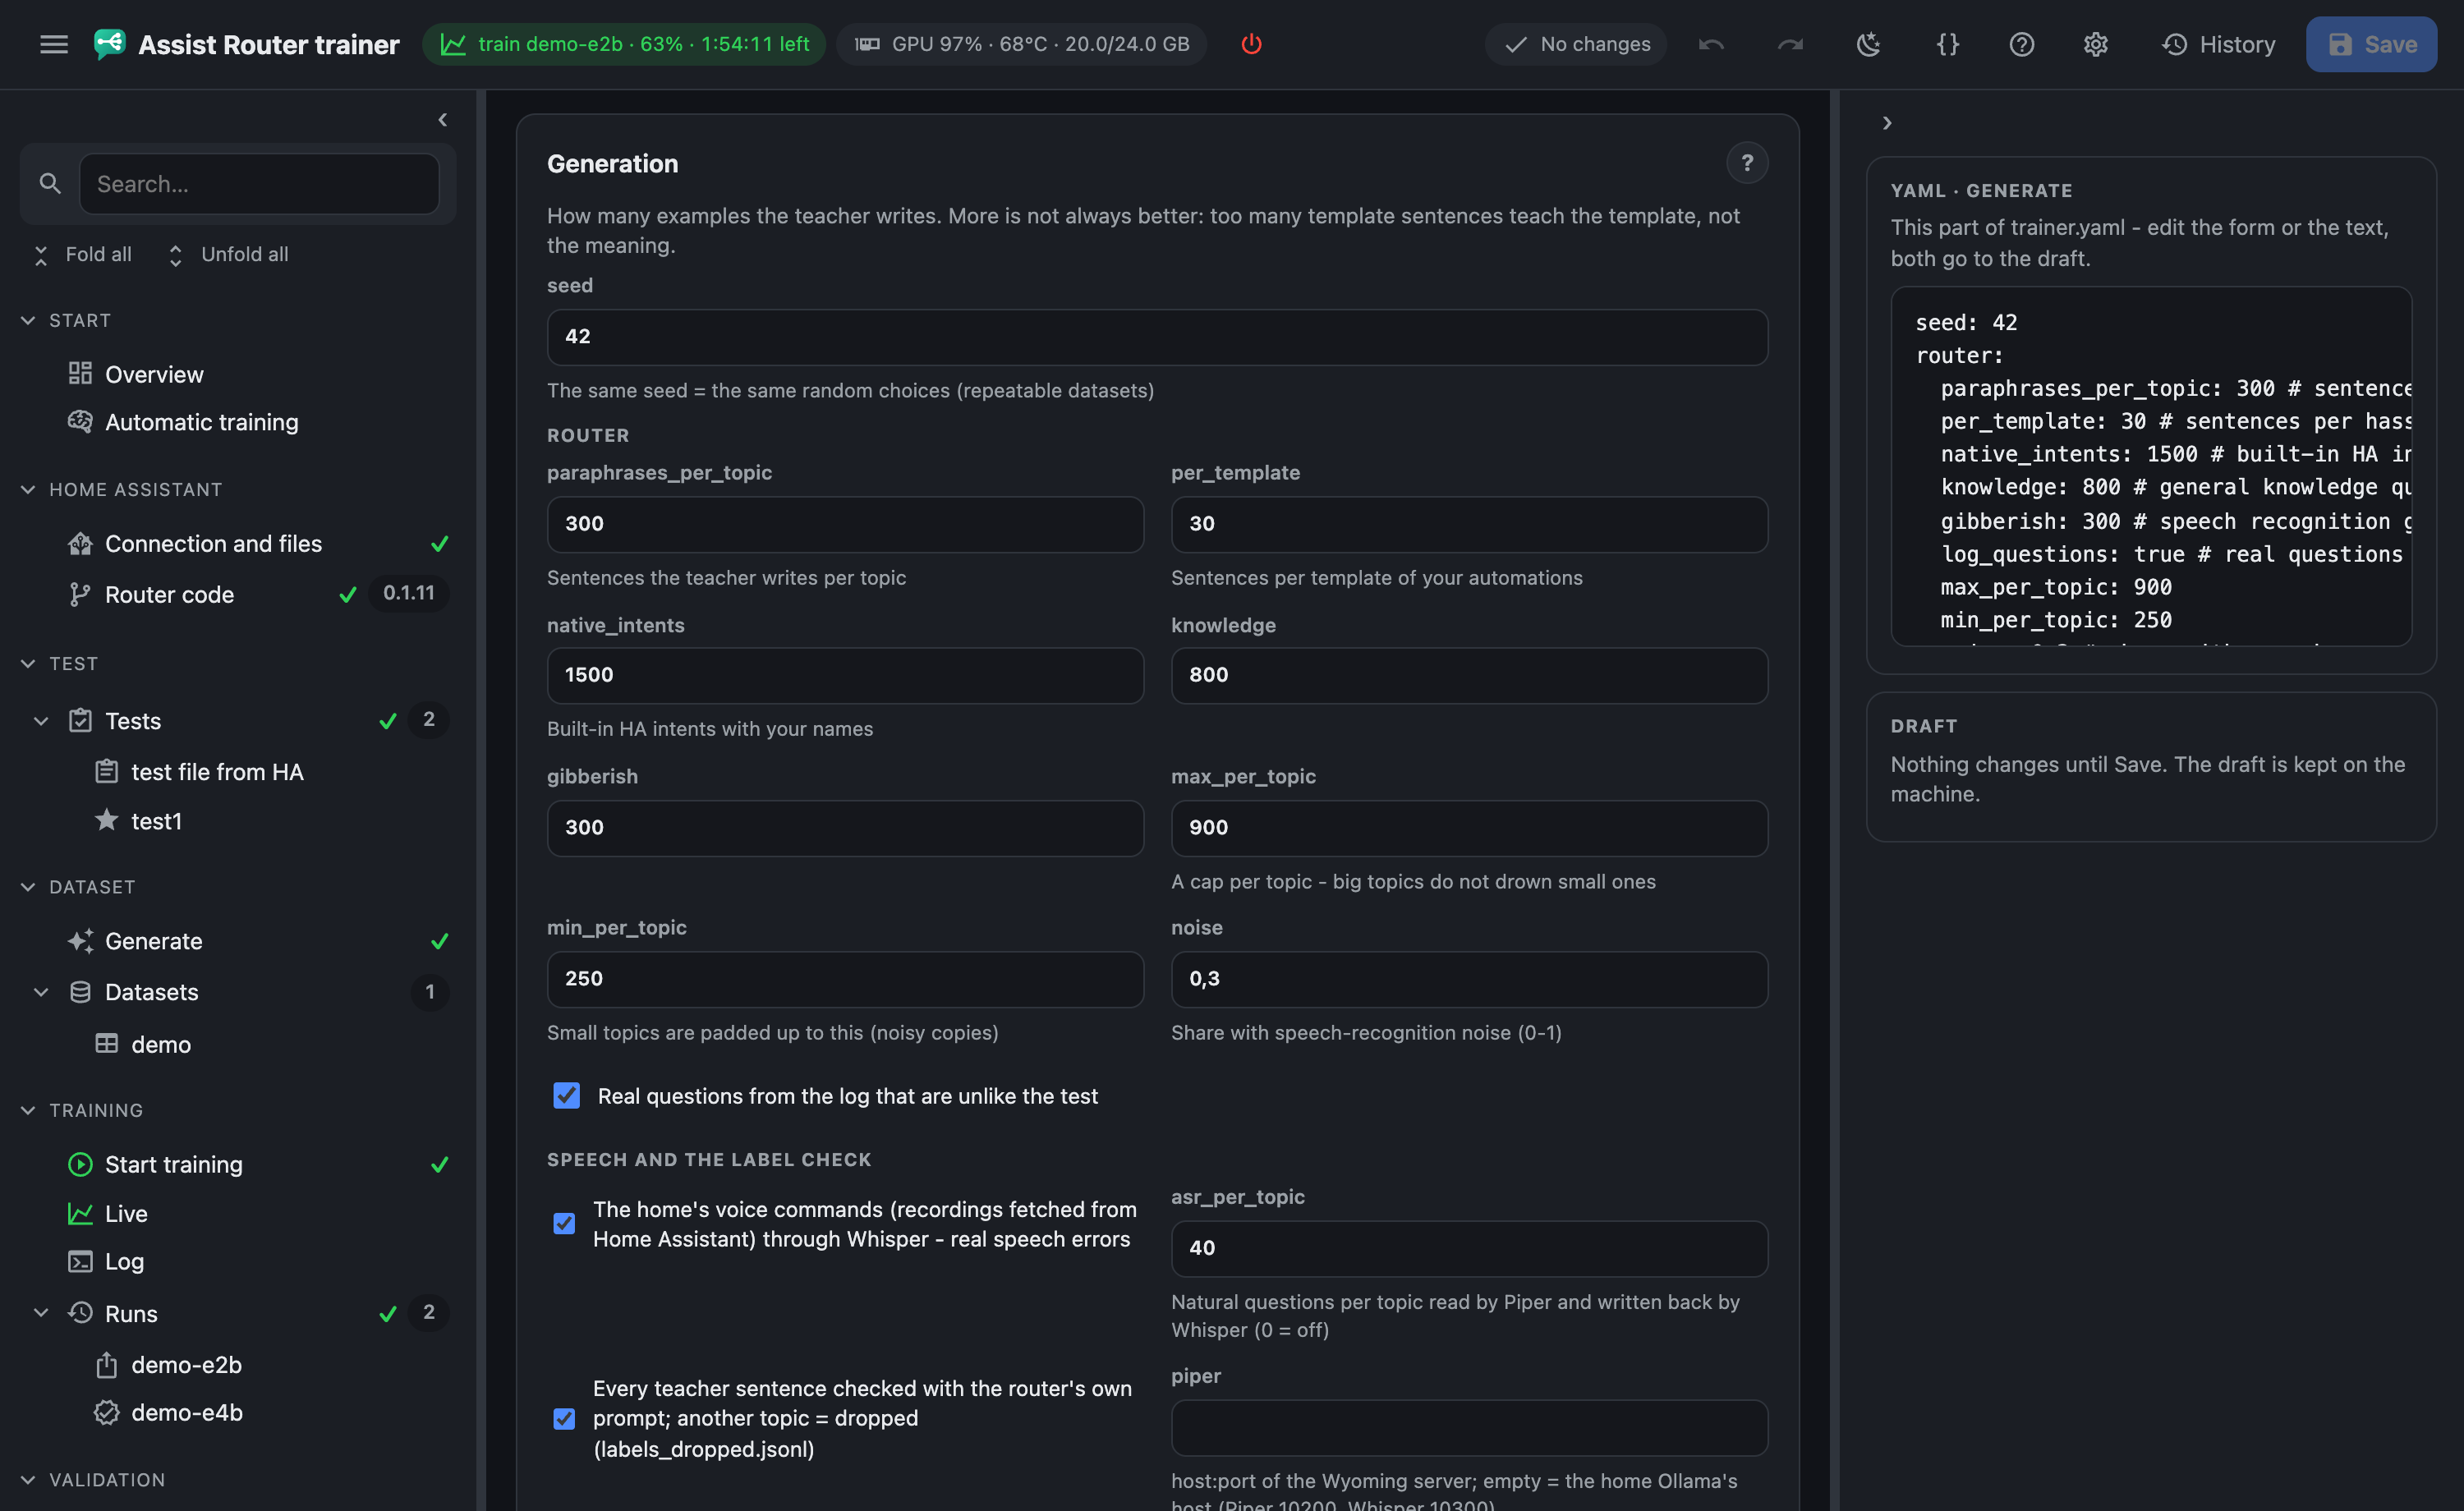 Assist Router trainer
train demo-e2b · 63% · 1:54:11 left
GPU 97% · 68°C · 20.0/24.0 GB
No changes
{}
History
Save
Search...
Fold all
Unfold all
START
Overview
Automatic training
HOME ASSISTANT
Connection and files
Router code
0.1.11
TEST
Tests
2
test file from HA
test1
DATASET
Generate
Datasets
1
demo
TRAINING
Start training
Live
Log
Runs
2
demo-e2b
demo-e4b
VALIDATION
Generation
?
How many examples the teacher writes. More is not always better: too many template sentences teach the template, not
the meaning.
seed
42
The same seed = the same random choices (repeatable datasets)
ROUTER
paraphrases_per_topic
300
Sentences the teacher writes per topic
per_template
30
Sentences per template of your automations
native_intents
1500
Built-in HA intents with your names
knowledge
800
gibberish
300
max_per_topic
900
A cap per topic - big topics do not drown small ones
min_per_topic
250
Small topics are padded up to this (noisy copies)
noise
0,3
Share with speech-recognition noise (0-1)
Real questions from the log that are unlike the test
SPEECH AND THE LABEL CHECK
The home's voice commands (recordings fetched from
Home Assistant) through Whisper - real speech errors
asr_per_topic
40
Natural questions per topic read by Piper and written back by
Whisper (0 = off)
Every teacher sentence checked with the router's own
prompt; another topic = dropped
(labels_dropped.jsonl)
piper
host:port of the Wyoming server; empty = the home Ollama's
host (Piper 10200, Whisper 10300)
YAML · GENERATE
This part of trainer.yaml - edit the form or the text,
both go to the draft.
seed: 42
router:
paraphrases_per_topic: 300 # sentence
per_template: 30 # sentences per hass
native_intents: 1500 # built-in HA in
knowledge: 800 # general knowledge qu
gibberish: 300 # speech recognition g
log_questions: true # real questions
max_per_topic: 900
min_per_topic: 250
DRAFT
Nothing changes until Save. The draft is kept on the
machine.